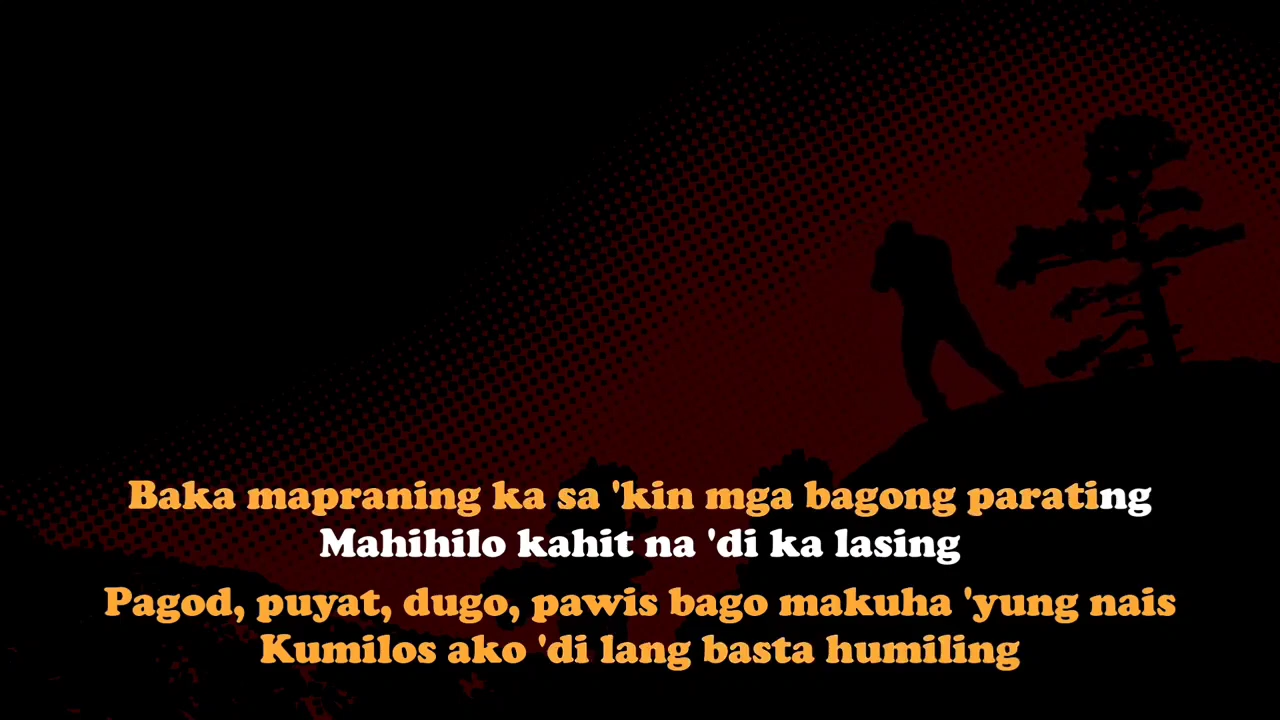 Baka mapraning ka sa 'kin mga bagong parating
Mahihilo kahit na 'di ka lasing
Pagod, puyat, dugo, pawis bago makuha 'yung nais
Kumilos ako 'di lang basta humiling